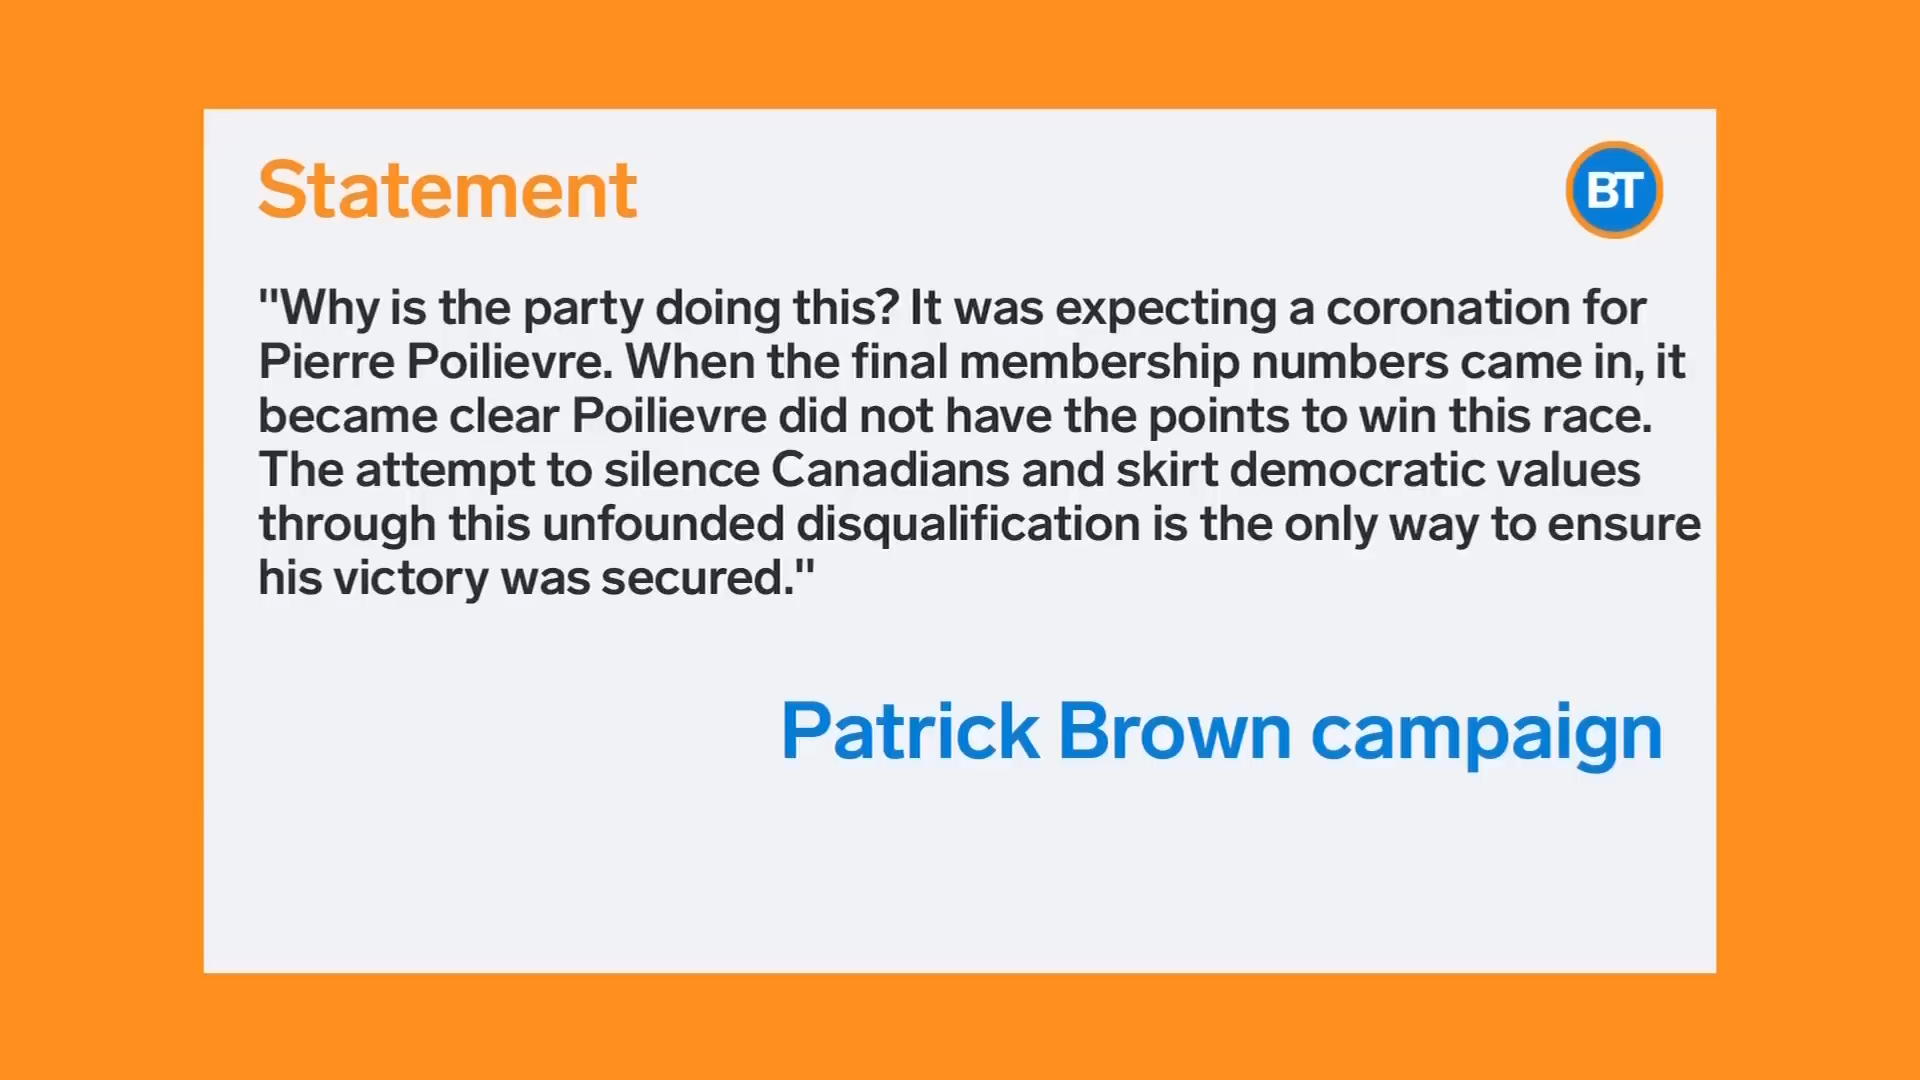 Statement
BT
"Why is the party doing this? It was expecting a coronation for
Pierre Poilievre. When the final membership numbers came in, it
became clear Poilievre did not have the points to win this race.
The attempt to silence Canadians and skirt democratic values
through this unfounded disqualification is the only way to ensure
his victory was secured."
Patrick Brown campaign